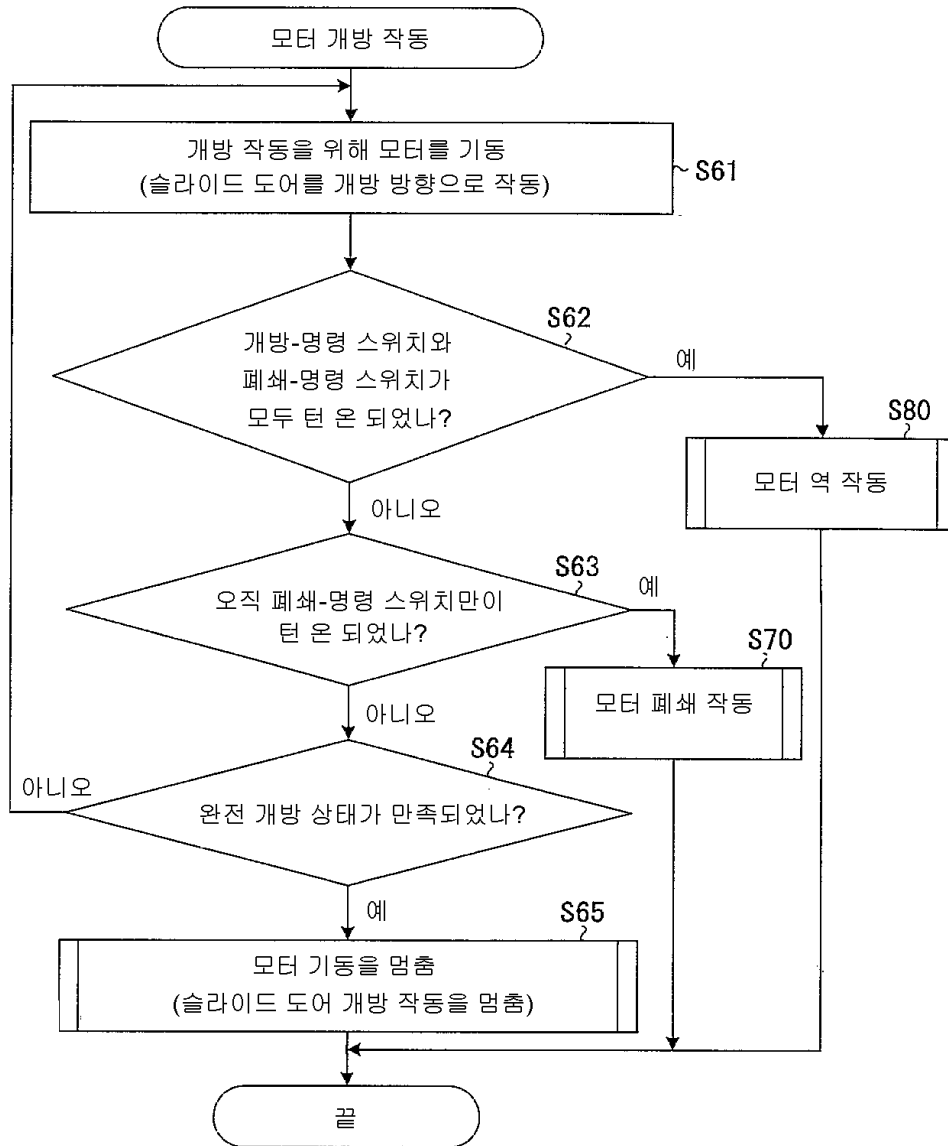 모터 개방 작동
개방 작동을 위해 모터를 기동
(슬라이드 도어를 개방 방향으로 작동)
S61
S62
개방-명령 스위치와
폐쇄-명령 스위치가
모두 턴 온 되었나?
예
S80
모터 역 작동
아니오
S63
예
오직 폐쇄-명령 스위치만이
턴 온 되었나?
S70
모터 폐쇄 작동
아니오
S64
아니오
완전 개방 상태가 만족되었나?
예
S65
모터 기동을 멈춤
(슬라이드 도어 개방 작동을 멈춤)
끝